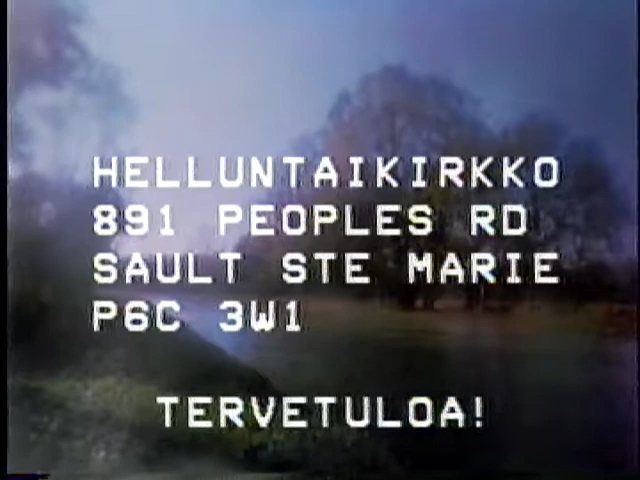 HELLUNTAIKIRKKO
891 PEOPLES RD
SAULT STE MARIE
P6C 3W1
TERVETULOA!